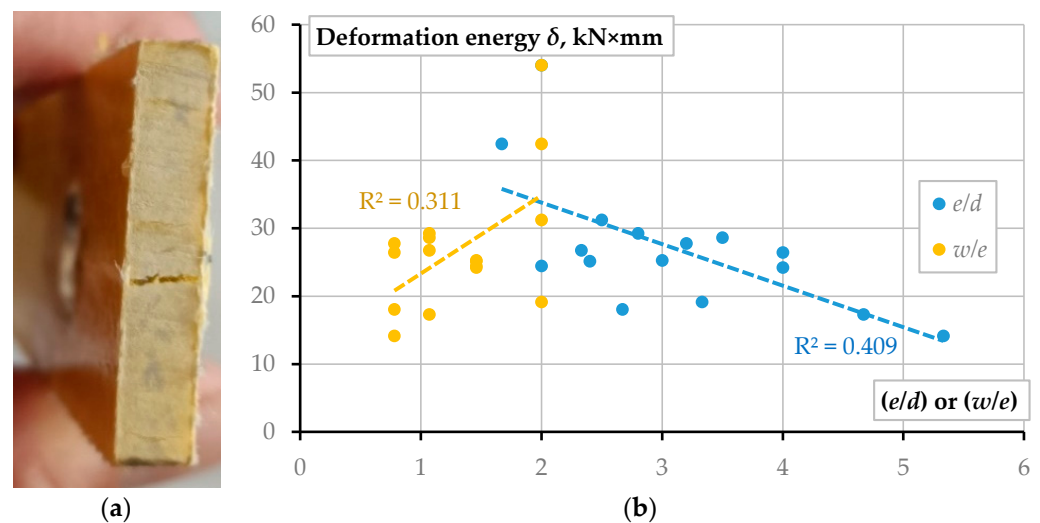 Deformation energy δ, kN×mm
60
50
40
30
20
10
0
R² = 0.311
R² = 0.409
e/d
w/e
(e/d) or (w/e)
0 1 2 3 4 5 6
(a) (b)